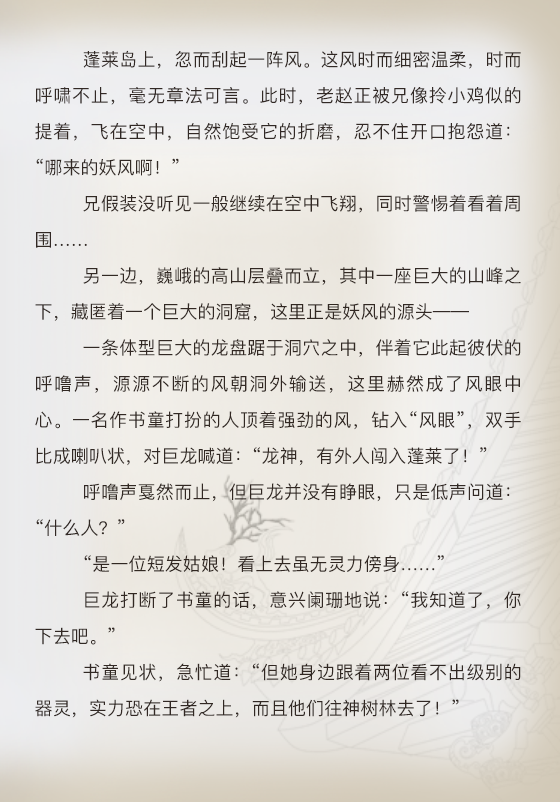 蓬莱岛上，忽而刮起一阵风。这风时而细密温柔，时而
呼啸不止，毫无章法可言。此时，老赵正被兄像拎小鸡似的
提着，飞在空中，自然饱受它的折磨，忍不住开口抱怨道：
“哪来的妖风啊！”
兄假装没听见一般继续在空中飞翔，同时警惕着看着周
围……
另一边，巍峨的高山层叠而立，其中一座巨大的山峰之
下，藏匿着一个巨大的洞窟，这里正是妖风的源头——
一条体型巨大的龙盘踞于洞穴之中，伴着它此起彼伏的
呼噜声，源源不断的风朝洞外输送，这里赫然成了风眼中
心。一名作书童打扮的人顶着强劲的风，钻入“风眼”，双手
比成喇叭状，对巨龙喊道：“龙神，有外人闯入蓬莱了！”
呼噜声戛然而止，但巨龙并没有睁眼，只是低声问道：
“什么人？”
“是一位短发姑娘！看上去虽无灵力傍身……”
巨龙打断了书童的话，意兴阑珊地说：“我知道了，你
下去吧。”
书童见状，急忙道：“但她身边跟着两位看不出级别的
器灵，实力恐在王者之上，而且他们往神树林去了！”